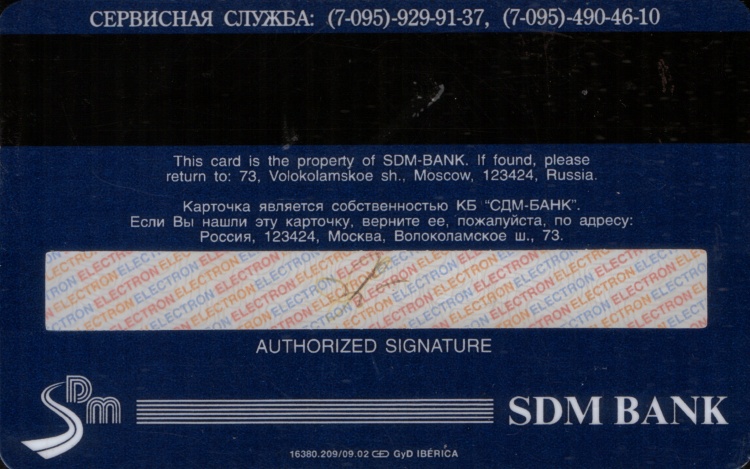 СЕРВИСНАЯ СЛУЖБА: (7-095)-929-91-37, (7-095)-490-46-10
This card is the property of SDM-BANK. If found, please
return to: 73, Volokolamskoe sh., Moscow, 123424, Russia.
Карточка является собственностью КБ "СДМ-БАНК".
Если Вы нашли эту карточку, верните ее, пожалуйста, по адресу:
Россия, 123424, Москва, Волоколамское ш., 73.
ELECTRON ELECTRON ELECTRON ELECTRON ELECTRON ELECTRON
AUTHORIZED SIGNATURE
SDM
SDM BANK
16380.209/09.02 GyD IBÉRICA